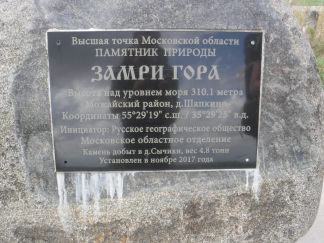 Высшая точка Московской области
ПАМЯТНИК ПРИРОДЫ
ЗАМРИ ГОРА
Высота над уровнем моря 310.1 метра
Можайский район, д.Шапкино
Координаты 55°29'19" с.ш. / 35°29'25" в.д.
Инициатор: Русское географическое общество
Московское областное отделение
Камень добыт в д.Сычики, вес 4.8 тонн
Установлен в ноябре 2017 года